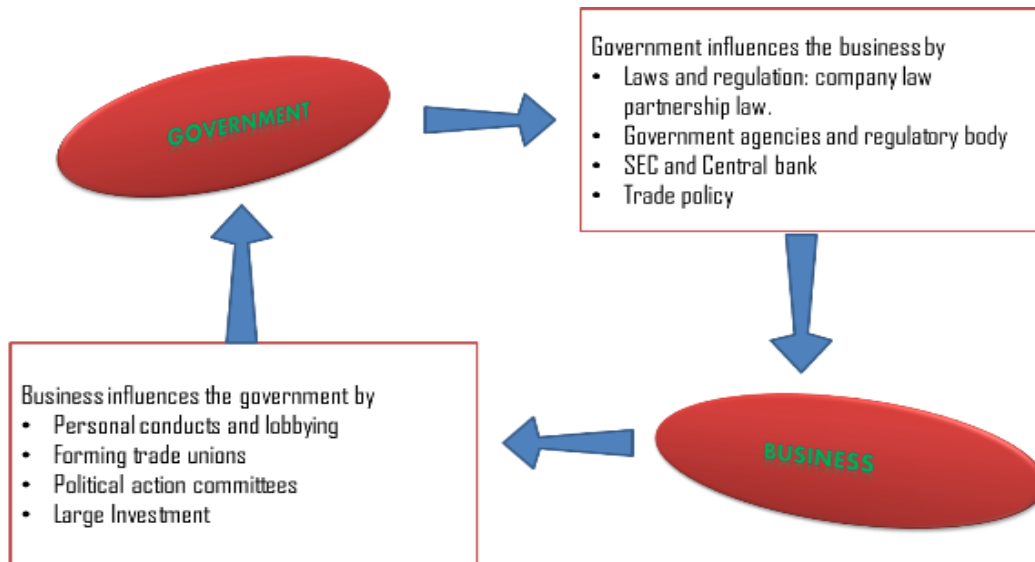 GOVERNMENT
Government influences the business by
• Laws and regulation: company law
partnership law.
• Government agencies and regulatory body
• SEC and Central bank
• Trade policy
Business influences the government by
• Personal conducts and lobbying
• Forming trade unions
• Political action committees
• Large Investment
BUSINESS